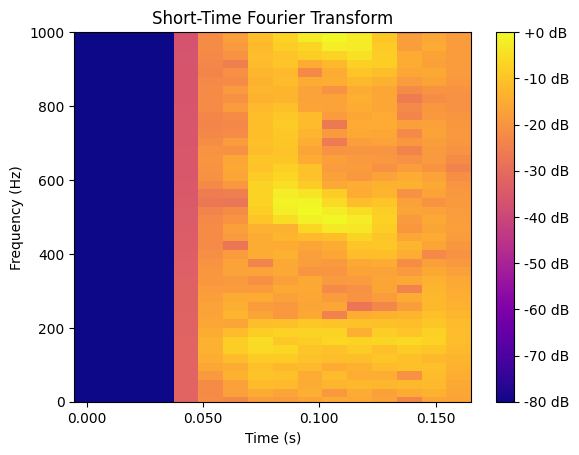 Short-Time Fourier Transform
1000
800
600
400
200
0
Frequency (Hz)
0.000
0.050
0.100
0.150
Time (s)
+0 dB
-10 dB
-20 dB
-30 dB
-40 dB
-50 dB
-60 dB
-70 dB
-80 dB